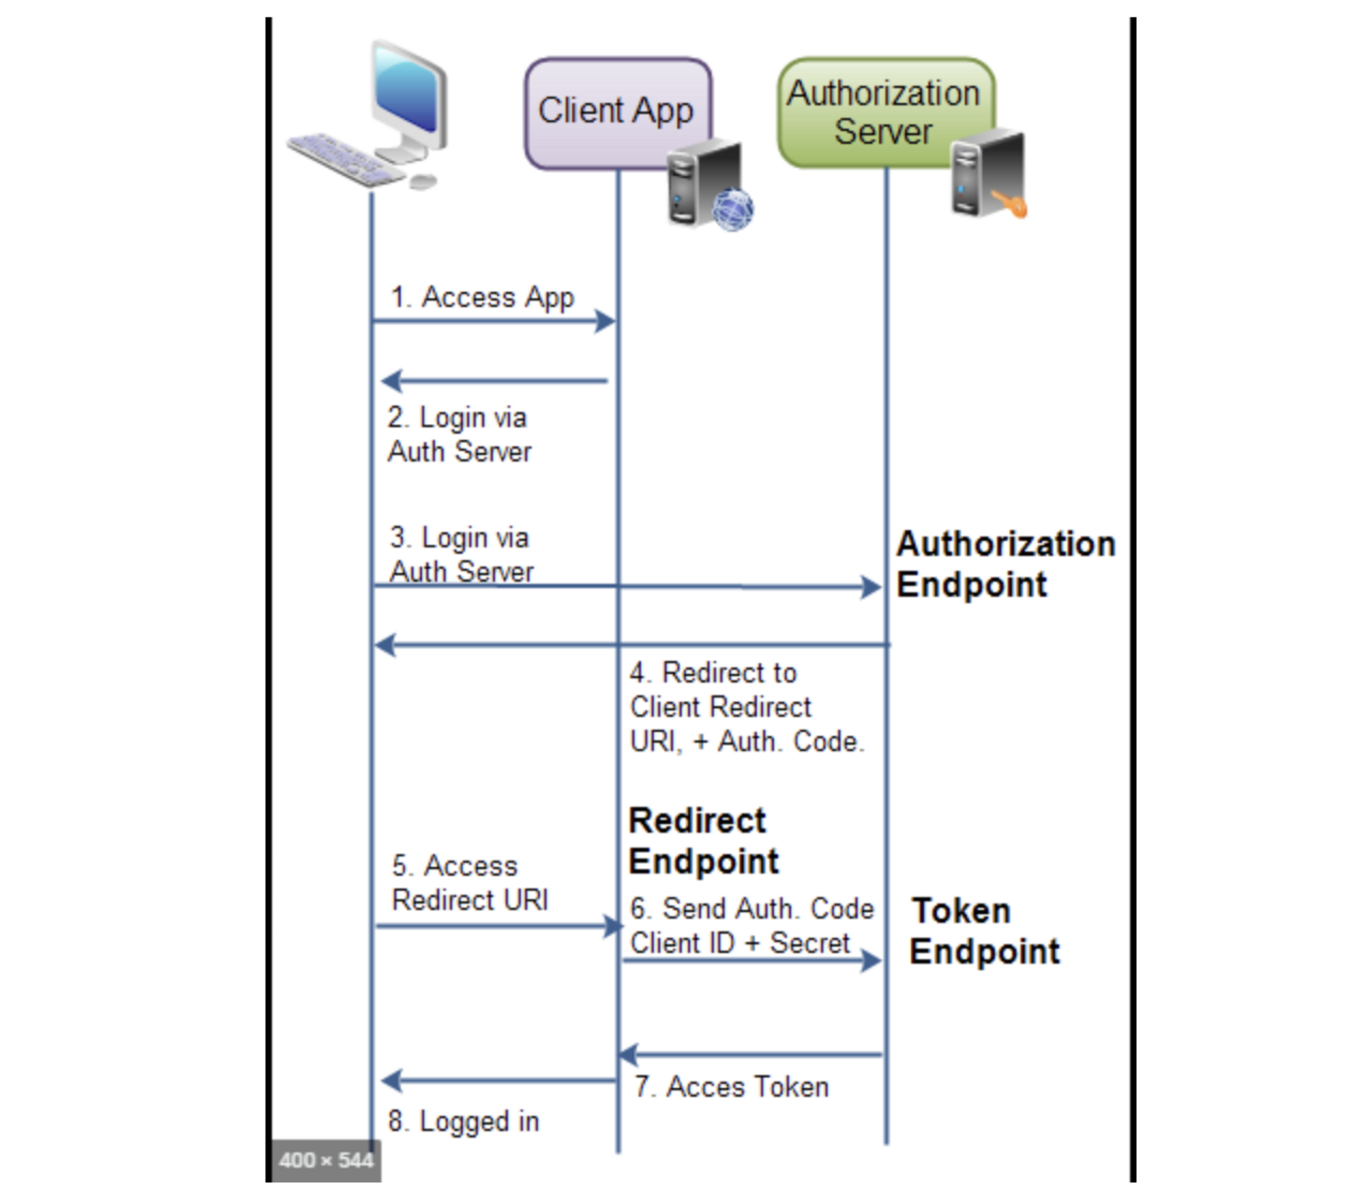 Client App
Authorization
Server
1. Access App
2. Login via
Auth Server
3. Login via
Auth Server
Authorization
Endpoint
4. Redirect to
Client Redirect
URI, + Auth. Code.
Redirect
Endpoint
5. Access
Redirect URI
6. Send Auth. Code
Client ID + Secret
Token
Endpoint
7. Acces Token
8. Logged in
400 × 544